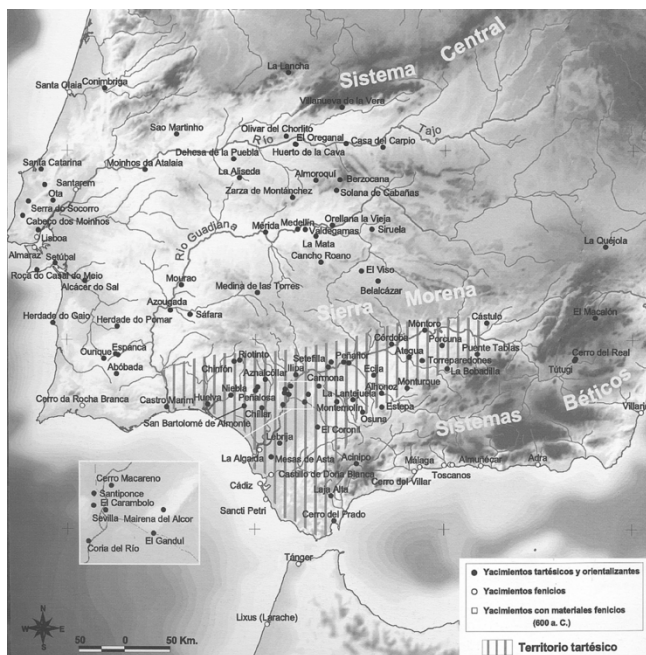 Sistema Central
La Lancha
Santa Olaia
Conimbriga
Villanueva de la Vera
Sao Martinho
Olivar del Chorlito
El Oreganal
Río
Tajo
Dehesa de la Puebla
Huerto de la Cava
Casa del Carpio
Santa Catarina
Moinhos da Atalaia
La Aliseda
Almoroquí
Berzocana
Santarem
Zarza de Montánchez
Solana de Cabañas
Ota
Serra do Socorro
Cabeço dos Moinhos
Lisboa
Río Guadiana
Mérida
Medellín
Orellana la Vieja
Valdegamas
Siruela
La Mata
Cancho Roano
La Quéjola
Almaraz
Setúbal
Roça do Casal do Meio
Alcácer do Sal
Mourao
Medina de las Torres
El Viso
Belalcázar
Azougada
Sáfara
Herdade do Gaio
Herdade do Pomar
Sierra Morena
Cástulo
El Macalón
Montoro
Ourique
Espanca
Abóbada
Riotinto
Chinflón
Setefilla
Peñaflor
Córdoba
Ategua
Porcuna
Puente Tablas
Torreparedones
Cerro del Real
Aznalcóllar
Ilipa
Carmona
Écija
La Bobadilla
Tútugi
Niebla
Peñalosa
La Lantejuela
Alhonoz
Monturque
Cerro da Rocha Branca
Castro Marim
Huelva
Chillar
Montemolín
Estepa
Osuna
San Bartolomé de Almonte
El Coronil
Sistemas Béticos
Villaricos
Lebrija
La Algaida
Mesas de Asta
Acinipo
Málaga
Almuñécar
Adra
Castillo de Doña Blanca
Cerro del Villar
Toscanos
Cádiz
Laja Alta
Sancti Petri
Cerro del Prado
Cerro Macareno
Santiponce
El Carambolo
Sevilla
Mairena del Alcor
El Gandul
Coria del Río
Tánger
Lixus (Larache)
N
W
E
S
50 0 50 Km.
Yacimientos tartésicos y orientalizantes
Yacimientos fenicios
Yacimientos con materiales fenicios
(600 a. C.)
Territorio tartésico